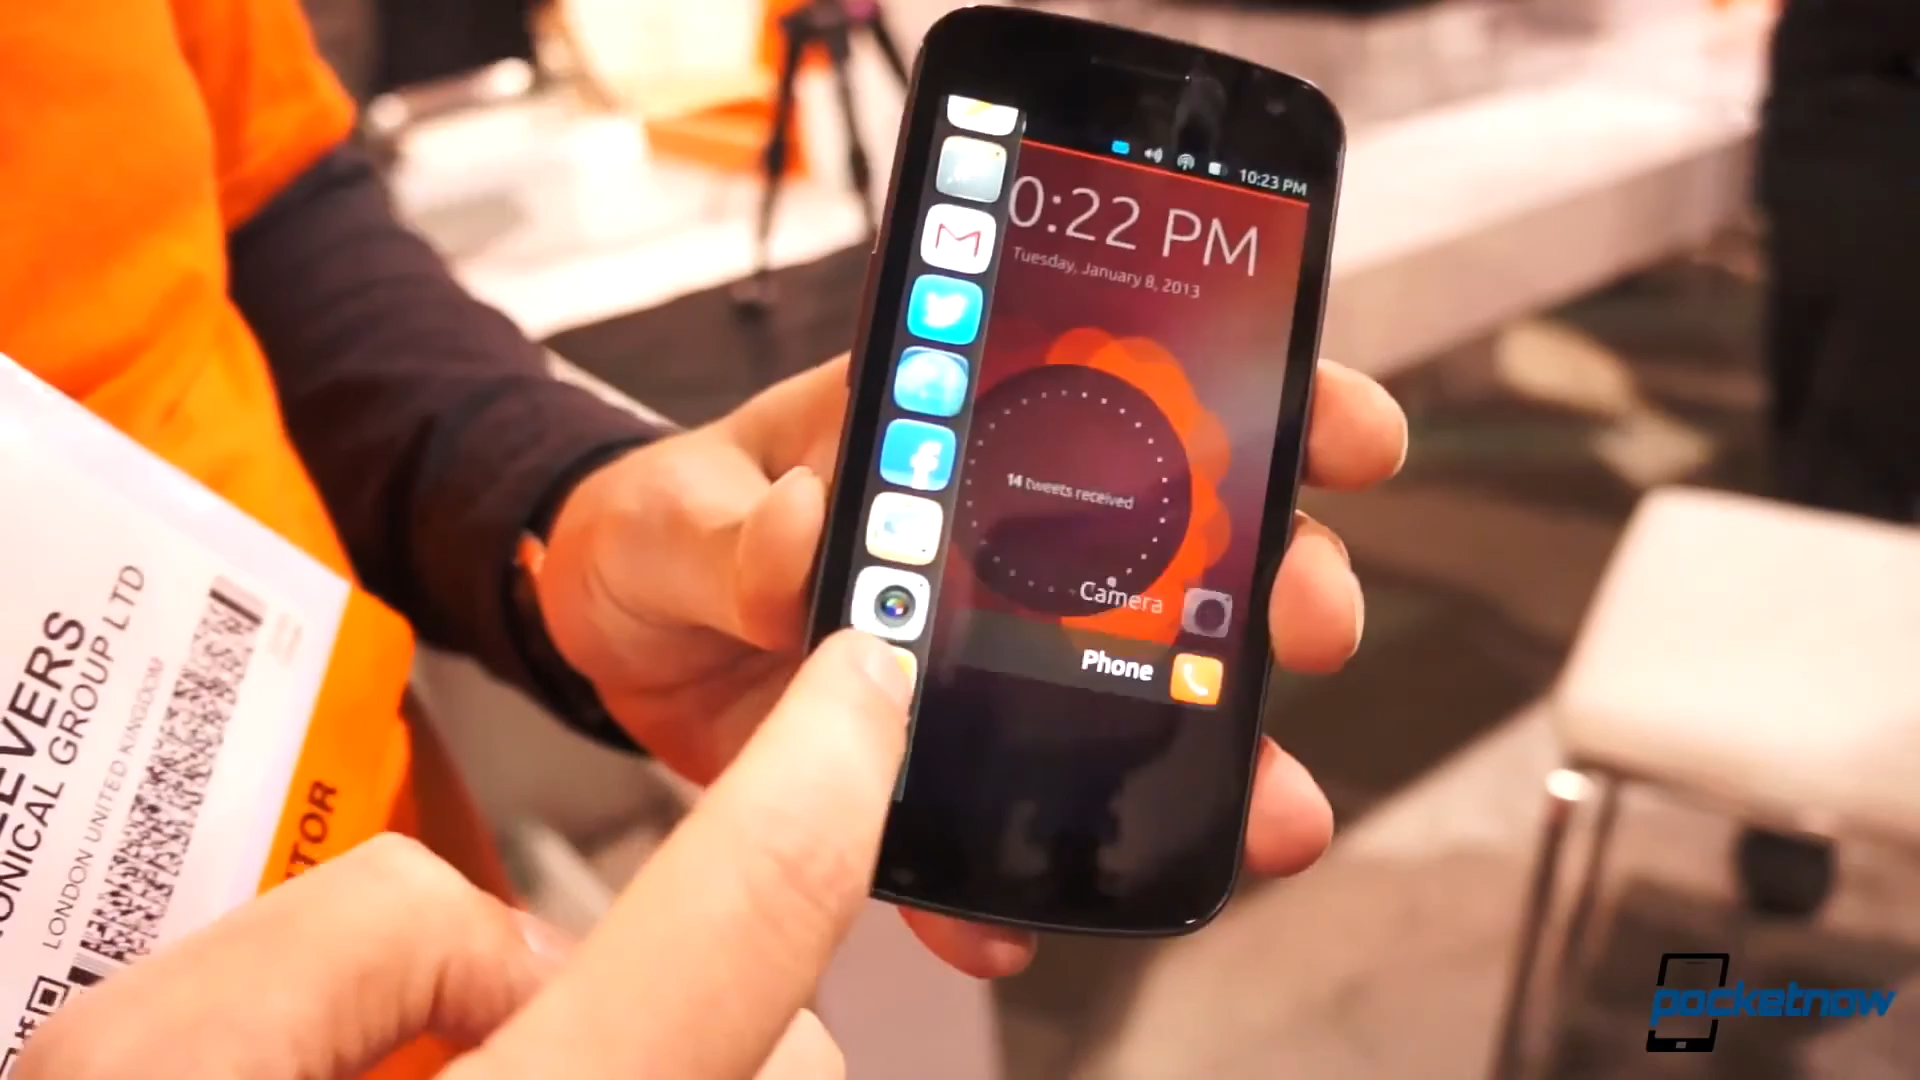 10:23 PM
0:22 PM
Tuesday, January 8, 2013
14 tweets received
Camera
Phone
EVERS
ONICAL GROUP LTD
LONDON UNITED KINGDOM
ITOR
pocketnow